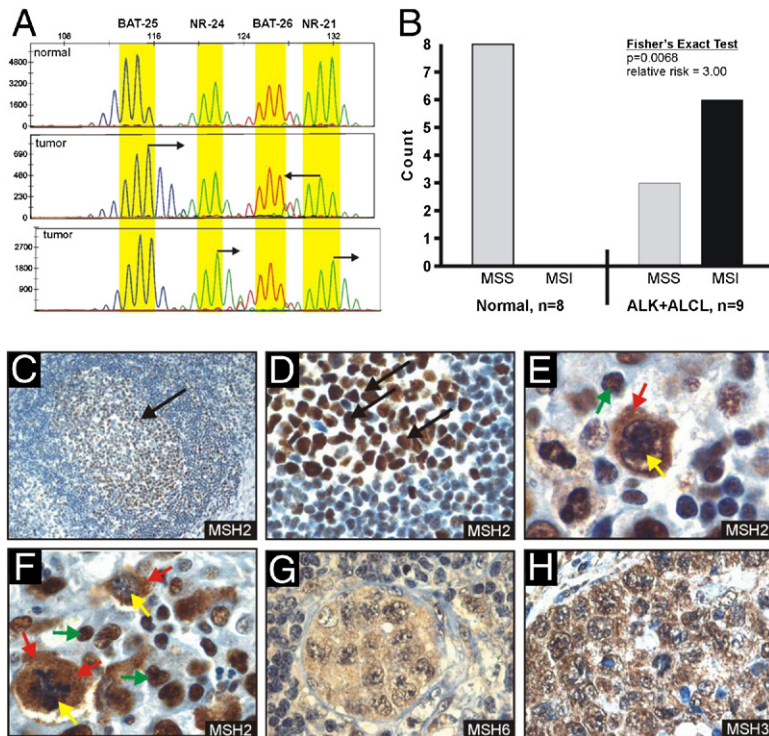 A
BAT-25 NR-24 BAT-26 NR-21
108 116 124 132
normal
4800
3200
1600
0
tumor
690
460
230
0
tumor
2700
1800
900
B
8
7
6
5
4
3
2
1
0
Count
Fisher's Exact Test
p=0.0068
relative risk = 3.00
MSS MSI MSS MSI
Normal, n=8 ALK+ALCL, n=9
C
MSH2
D
MSH2
E
MSH2
F
MSH2
G
MSH6
H
MSH3